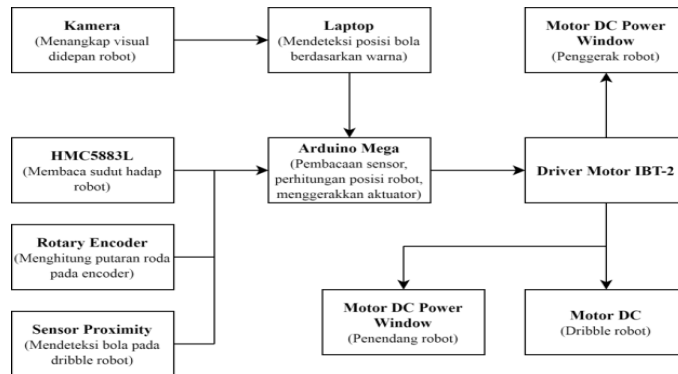 Kamera
(Menangkap visual
didepan robot)
Laptop
(Mendeteksi posisi bola
berdasarkan warna)
Motor DC Power
Window
(Penggerak robot)
HMC5883L
(Membaca sudut hadap
robot)
Arduino Mega
(Pembacaan sensor,
perhitungan posisi robot,
menggerakkan aktuator)
Driver Motor IBT-2
Rotary Encoder
(Menghitung putaran roda
pada encoder)
Sensor Proximity
(Mendeteksi bola pada
dribble robot)
Motor DC Power
Window
(Penendang robot)
Motor DC
(Dribble robot)